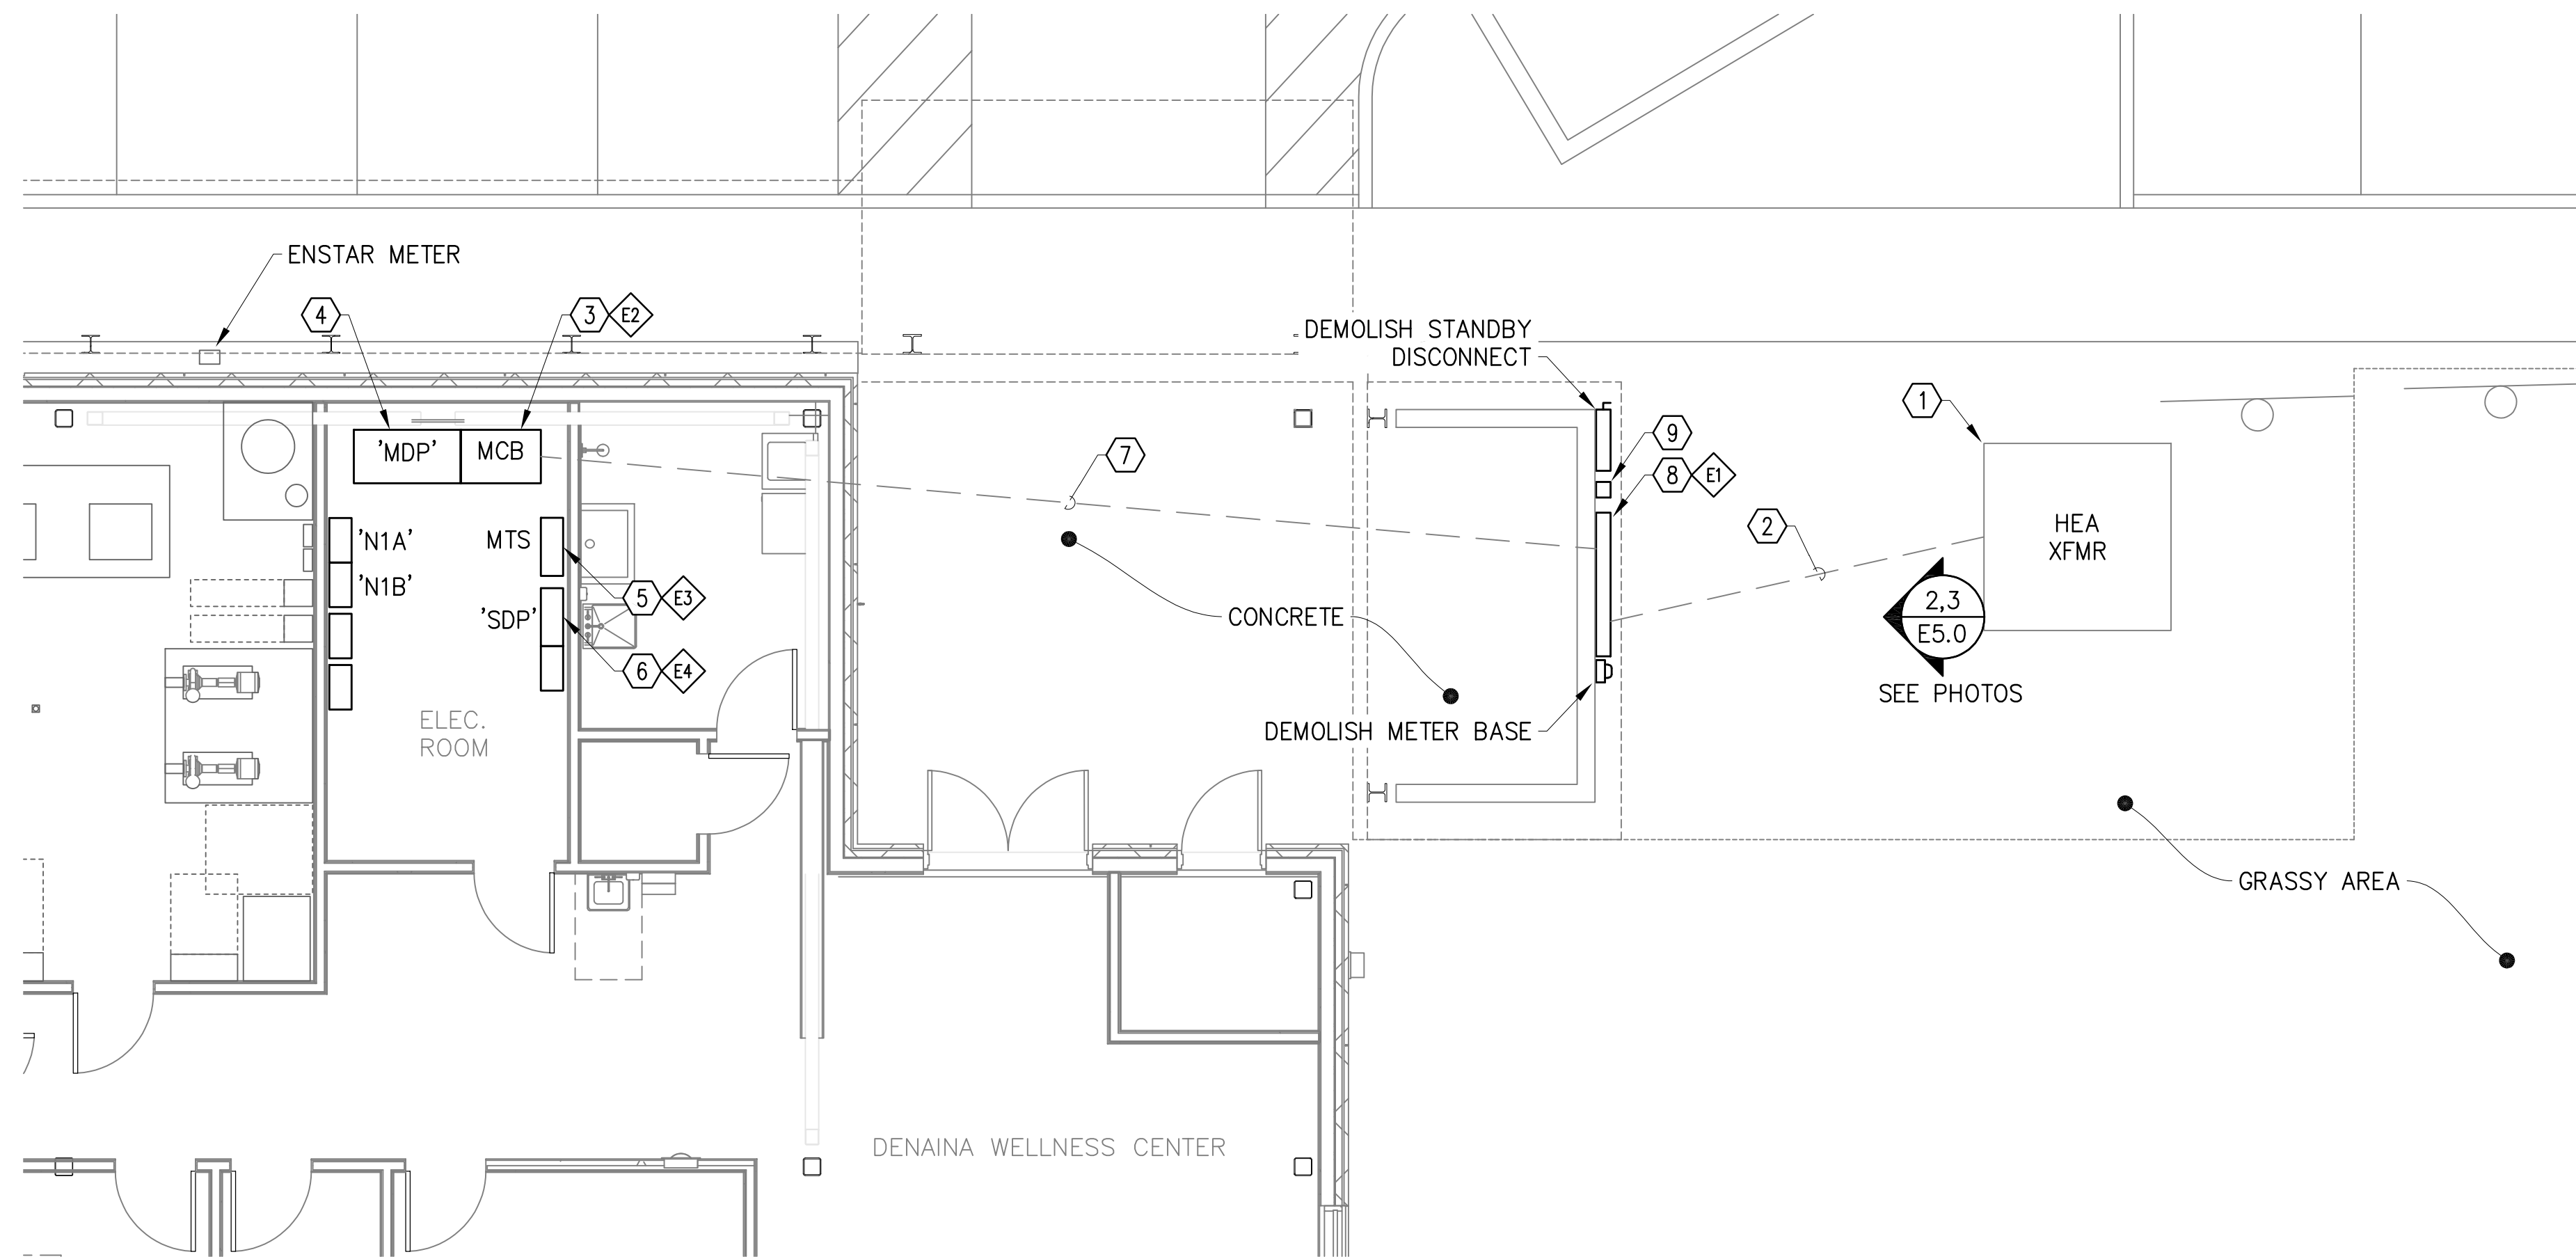 ENSTAR METER
4
3
E2
DEMOLISH STANDBY
DISCONNECT
1
9
8
E1
7
2
'MDP'
MCB
HEA
XFMR
'N1A'
MTS
'N1B'
5
E3
'SDP'
6
E4
CONCRETE
2,3
E5.0
SEE PHOTOS
ELEC.
ROOM
DEMOLISH METER BASE
GRASSY AREA
DENAINA WELLNESS CENTER